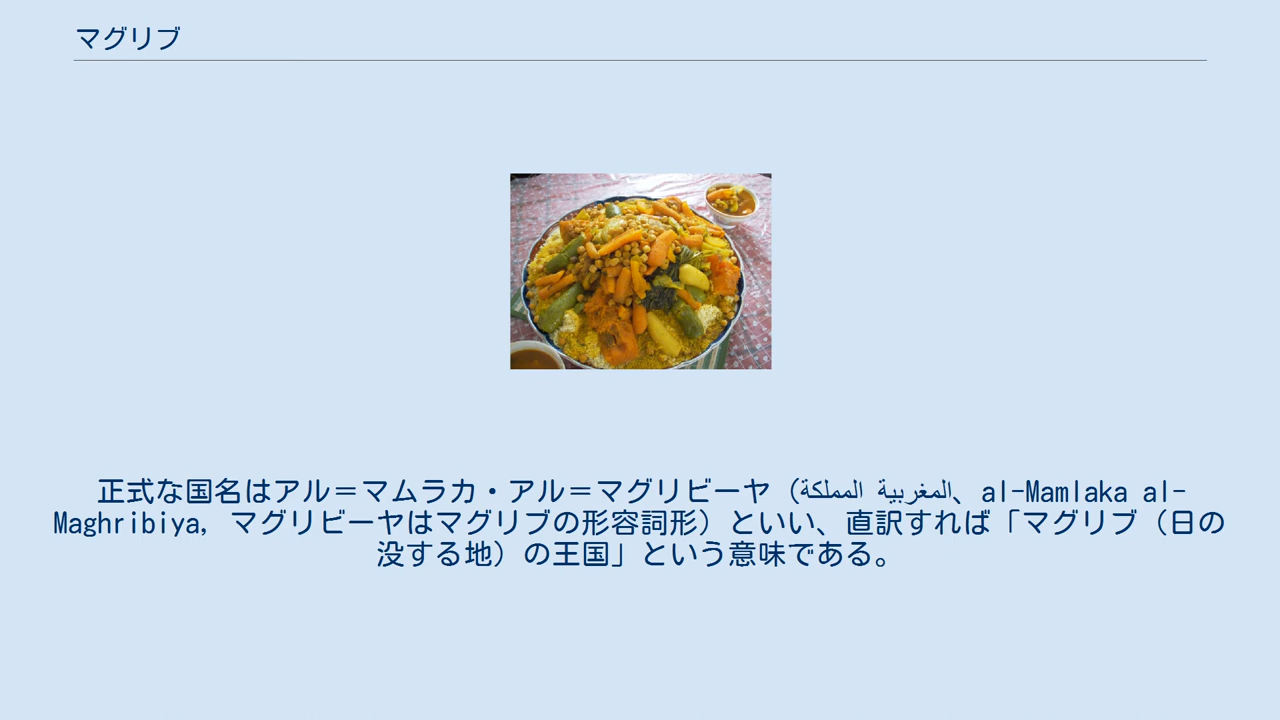 マグリブ
正式な国名はアル＝マムラカ・アル＝マグリビーヤ（المملكة المغربية、al-Mamlaka al-
Maghribiya, マグリビーヤはマグリブの形容詞形）といい、直訳すれば「マグリブ（日の
没する地）の王国」という意味である。